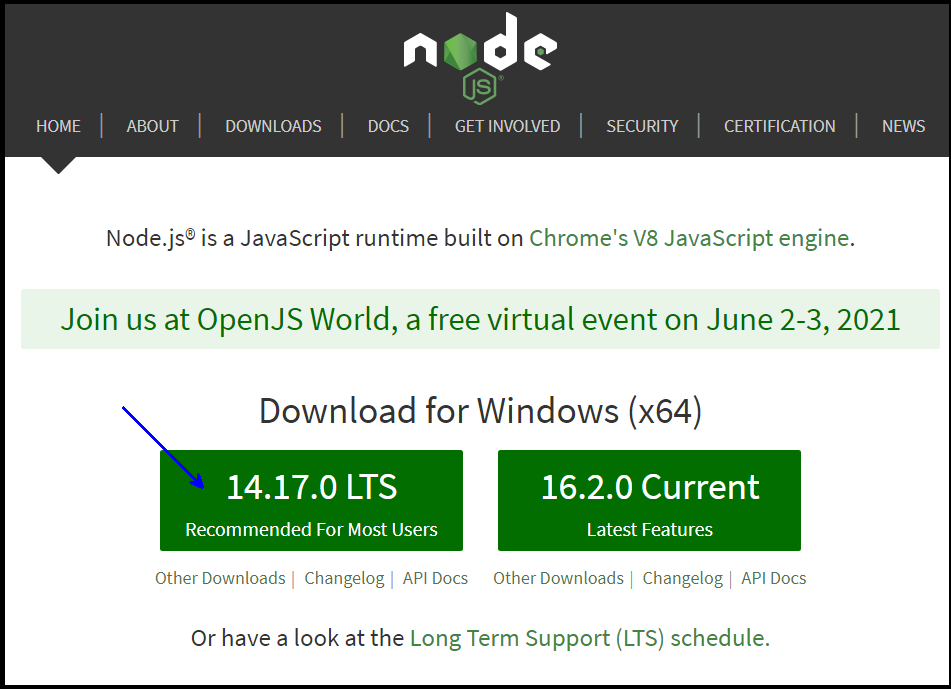 node
JS®
HOME | ABOUT | DOWNLOADS | DOCS | GET INVOLVED | SECURITY | CERTIFICATION | NEWS
Node.js® is a JavaScript runtime built on Chrome's V8 JavaScript engine.
Join us at OpenJS World, a free virtual event on June 2-3, 2021
Download for Windows (x64)
14.17.0 LTS
Recommended For Most Users
16.2.0 Current
Latest Features
Other Downloads | Changelog | API Docs
Other Downloads | Changelog | API Docs
Or have a look at the Long Term Support (LTS) schedule.